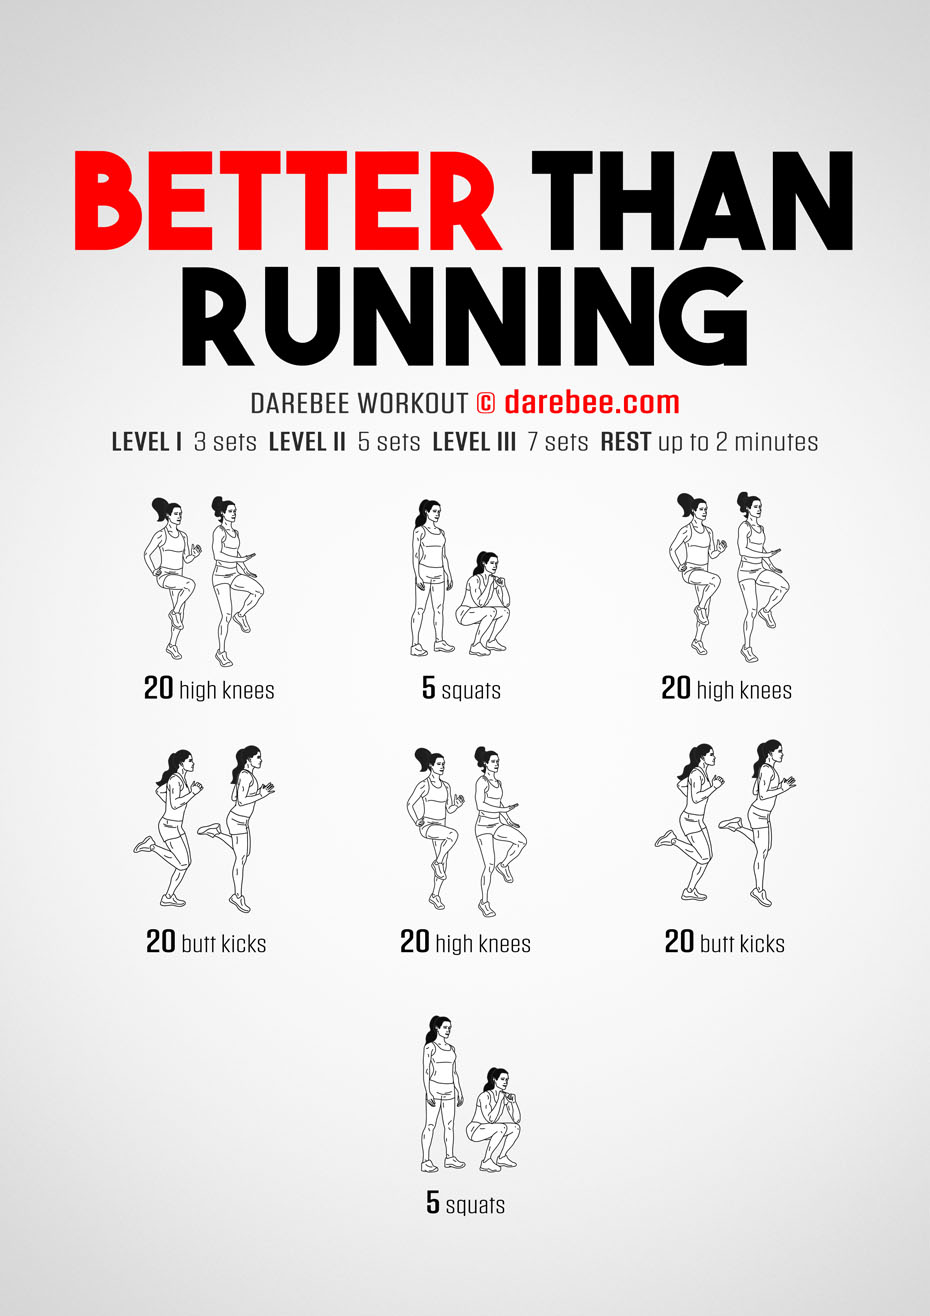 BETTER THAN
RUNNING
DAREBEE WORKOUT © darebee.com
LEVEL I 3 sets LEVEL II 5 sets LEVEL III 7 sets REST up to 2 minutes
20 high knees
5 squats
20 high knees
20 butt kicks
20 high knees
20 butt kicks
5 squats